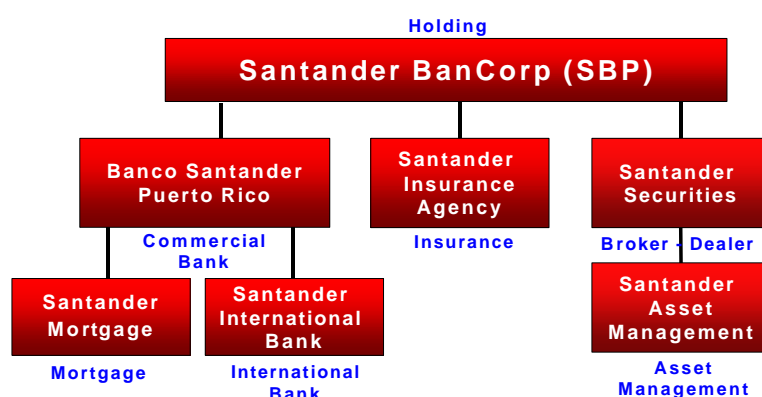 Holding
Santander BanCorp (SBP)
Banco Santander
Puerto Rico
Commercial
Bank
Santander
Insurance
Agency
Insurance
Santander
Securities
Broker - Dealer
Santander
Mortgage
Mortgage
Santander
International
Bank
International
Bank
Santander
Asset
Management
Asset
Management